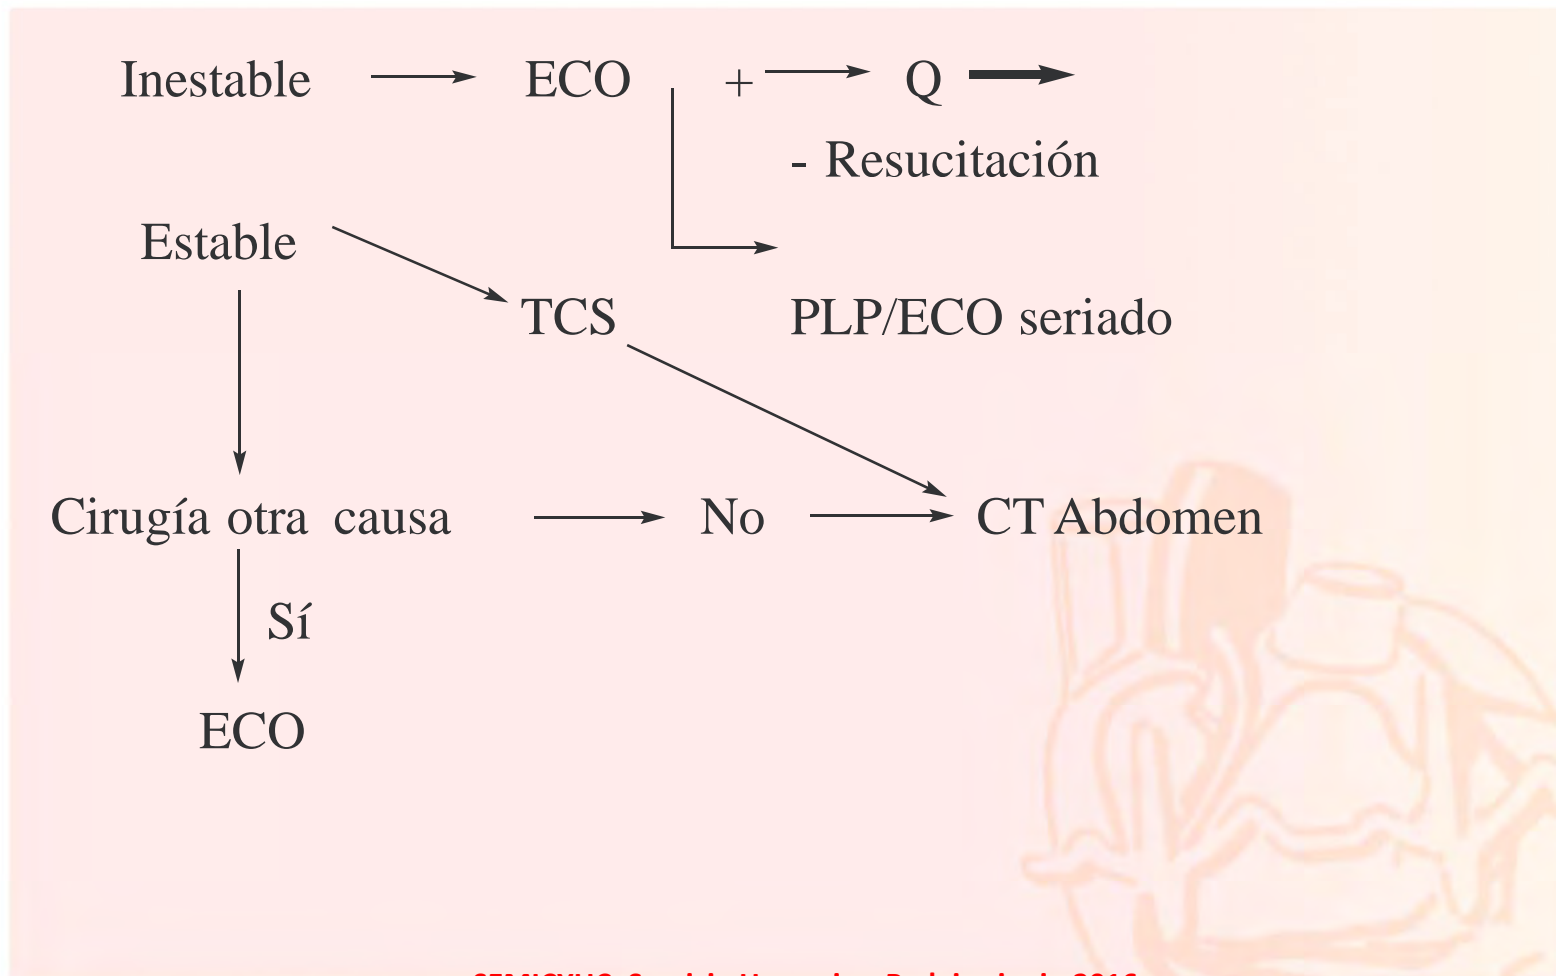 Inestable ECO + Q
- Resucitación
Estable
TCS PLP/ECO seriado
Cirugía otra causa No CT Abdomen
Sí
ECO